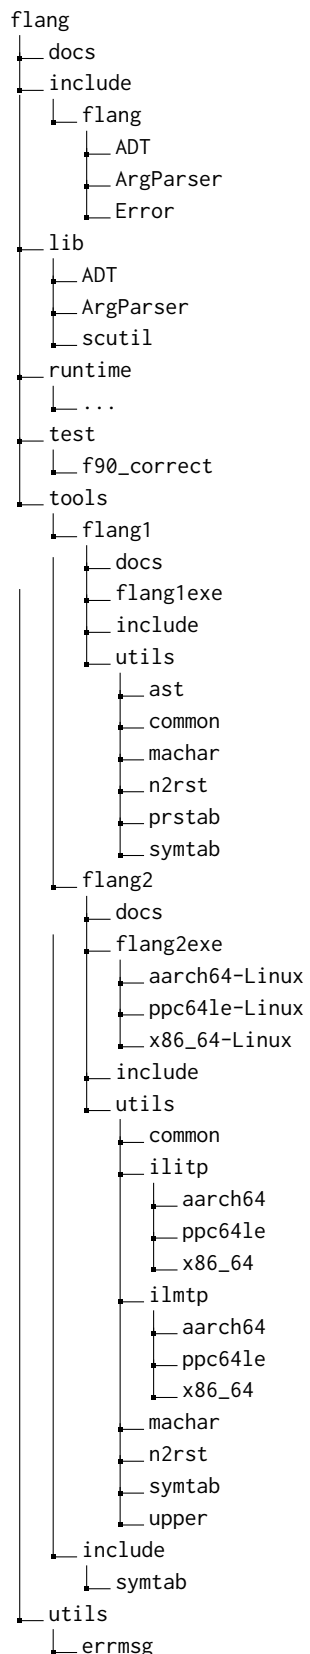 flang
docs
include
flang
ADT
ArgParser
Error
lib
ADT
ArgParser
scutil
runtime
...
test
f90_correct
tools
flang1
docs
flang1exe
include
utils
ast
common
machar
n2rst
prstab
symtab
flang2
docs
flang2exe
aarch64-Linux
ppc64le-Linux
x86_64-Linux
include
utils
common
ilitp
aarch64
ppc64le
x86_64
ilmtp
aarch64
ppc64le
x86_64
machar
n2rst
symtab
upper
include
symtab
utils
errmsg